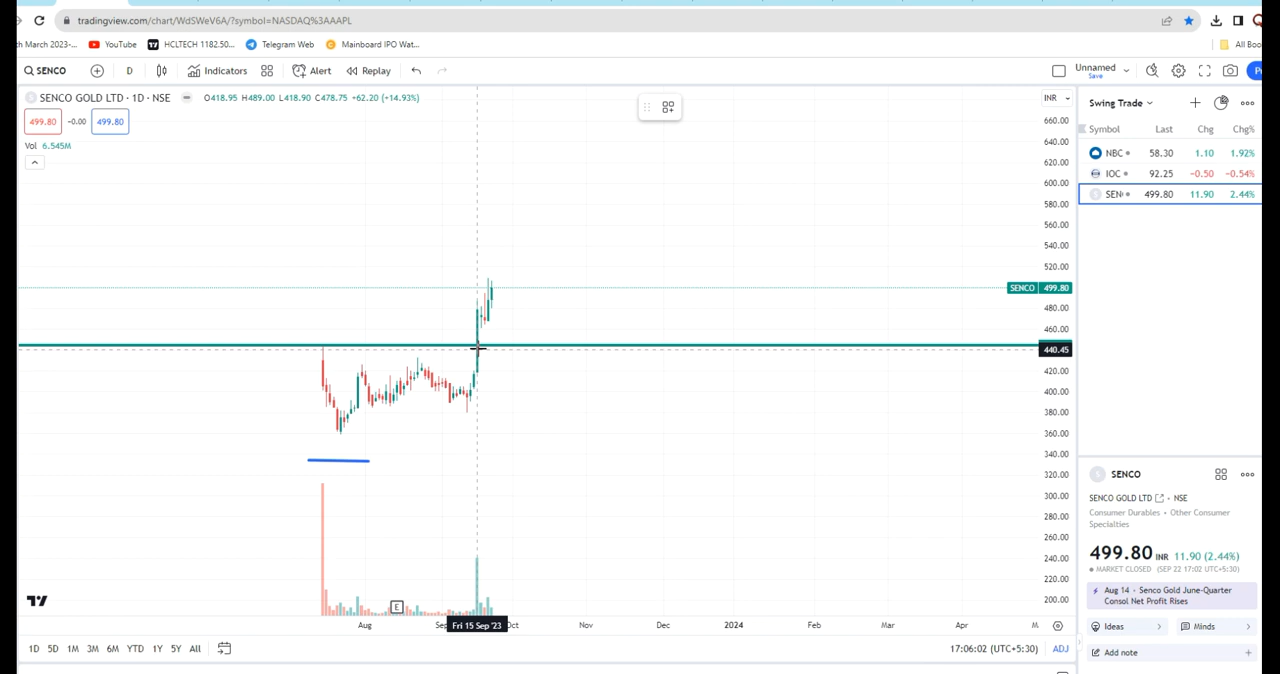 tradingview.com/chart/WdSWeV6A/?symbol=NASDAQ%3AAAPL
th March 2023-... YouTube HCLTECH 1182.50... Telegram Web Mainboard IPO Wat... All Boo
SENCO D Indicators Alert Replay Unnamed
Save
SENCO GOLD LTD · 1D · NSE O418.95 H489.00 L418.90 C478.75 +62.20 (+14.93%) INR
499.80 −0.00 499.80
Vol 6.545M
660.00
640.00
620.00
600.00
580.00
560.00
540.00
520.00
SENCO 499.80
480.00
460.00
440.45
420.00
400.00
380.00
360.00
340.00
320.00
300.00
280.00
260.00
240.00
220.00
200.00
E
Aug Sep Fri 15 Sep '23 Oct Nov Dec 2024 Feb Mar Apr M
1D 5D 1M 3M 6M YTD 1Y 5Y All 17:06:02 (UTC+5:30) ADJ
Swing Trade
Symbol Last Chg Chg%
NBC 58.30 1.10 1.92%
IOC 92.25 −0.50 −0.54%
SEN 499.80 11.90 2.44%
SENCO
SENCO GOLD LTD · NSE
Consumer Durables • Other Consumer
Specialties
499.80 INR 11.90 (2.44%)
MARKET CLOSED (SEP 22 17:02 UTC+5:30)
Aug 14 · Senco Gold June-Quarter
Consol Net Profit Rises
Ideas Minds
Add note